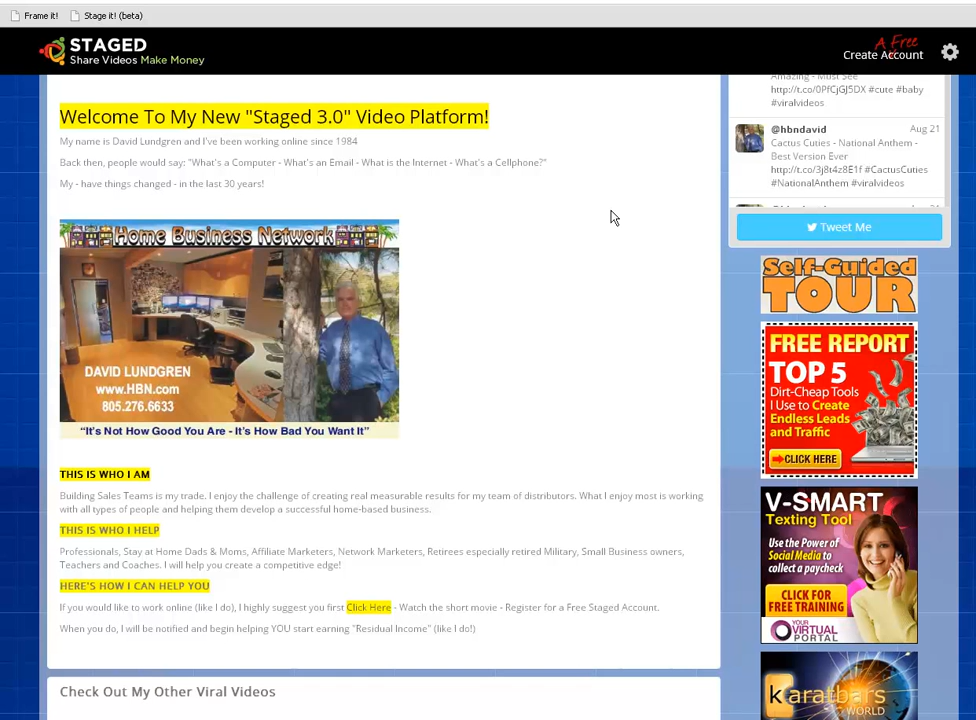 Frame it!
Stage it! (beta)
STAGED
Share Videos Make Money
A Free
Create Account
Welcome To My New "Staged 3.0" Video Platform!
My name is David Lundgren and I've been working online since 1984
Back then, people would say: "What's a Computer - What's an Email - What is the Internet - What's a Cellphone?"
My - have things changed - in the last 30 years!
Home Business Network
DAVID LUNDGREN
www.HBN.com
805.276.6633
"It's Not How Good You Are - It's How Bad You Want It"
THIS IS WHO I AM
Building Sales Teams is my trade. I enjoy the challenge of creating real measurable results for my team of distributors. What I enjoy most is working
with all types of people and helping them develop a successful home-based business.
THIS IS WHO I HELP
Professionals, Stay at Home Dads & Moms, Affiliate Marketers, Network Marketers, Retirees especially retired Military, Small Business owners,
Teachers and Coaches. I will help you create a competitive edge!
HERE'S HOW I CAN HELP YOU
If you would like to work online (like I do), I highly suggest you first Click Here - Watch the short movie - Register for a Free Staged Account.
When you do, I will be notified and begin helping YOU start earning "Residual Income" (like I do!)
Check Out My Other Viral Videos
Amazing - Must See
http://t.co/0PfCjGJ5DX #cute #baby
#viralvideos
@hbndavid Aug 21
Cactus Cuties - National Anthem -
Best Version Ever
http://t.co/3j8t4z8E1f #CactusCuties
#NationalAnthem #viralvideos
Tweet Me
Self-Guided
TOUR
FREE REPORT
TOP 5
Dirt-Cheap Tools
I Use to Create
Endless Leads
and Traffic
CLICK HERE
V-SMART
Texting Tool
Use the Power of
Social Media to
collect a paycheck
CLICK FOR
FREE TRAINING
YOUR VIRTUAL
PORTAL
karatbars
WORLD